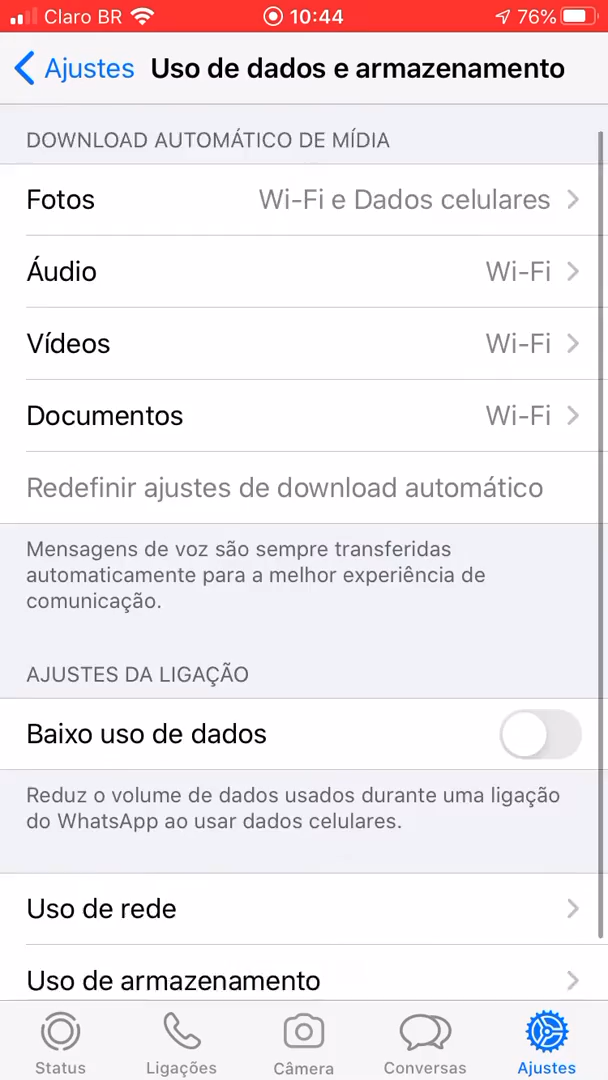 Claro BR 10:44 76%
Ajustes Uso de dados e armazenamento
DOWNLOAD AUTOMÁTICO DE MÍDIA
Fotos Wi-Fi e Dados celulares
Áudio Wi-Fi
Vídeos Wi-Fi
Documentos Wi-Fi
Redefinir ajustes de download automático
Mensagens de voz são sempre transferidas
automaticamente para a melhor experiência de
comunicação.
AJUSTES DA LIGAÇÃO
Baixo uso de dados
Reduz o volume de dados usados durante uma ligação
do WhatsApp ao usar dados celulares.
Uso de rede
Uso de armazenamento
Status Ligações Câmera Conversas Ajustes